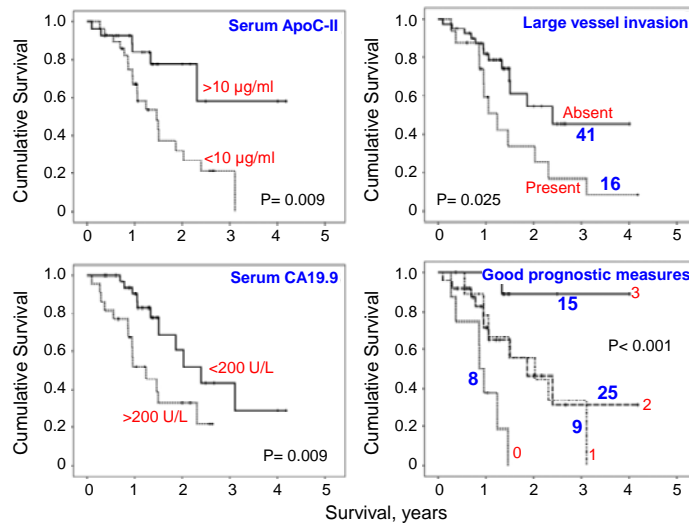 Serum ApoC-II
Cumulative Survival
1.0
0.8
0.6
0.4
0.2
0
>10 µg/ml
<10 µg/ml
P= 0.009
0 1 2 3 4 5
Large vessel invasion
Cumulative Survival
1.0
0.8
0.6
0.4
0.2
0
Absent
41
Present
16
P= 0.025
0 1 2 3 4 5
Serum CA19.9
Cumulative Survival
1.0
0.8
0.6
0.4
0.2
0
<200 U/L
>200 U/L
P= 0.009
0 1 2 3 4 5
Good prognostic measures
Cumulative Survival
1.0
0.8
0.6
0.4
0.2
0
3
15
P< 0.001
8
25
2
9
0
1
0 1 2 3 4 5
Survival, years